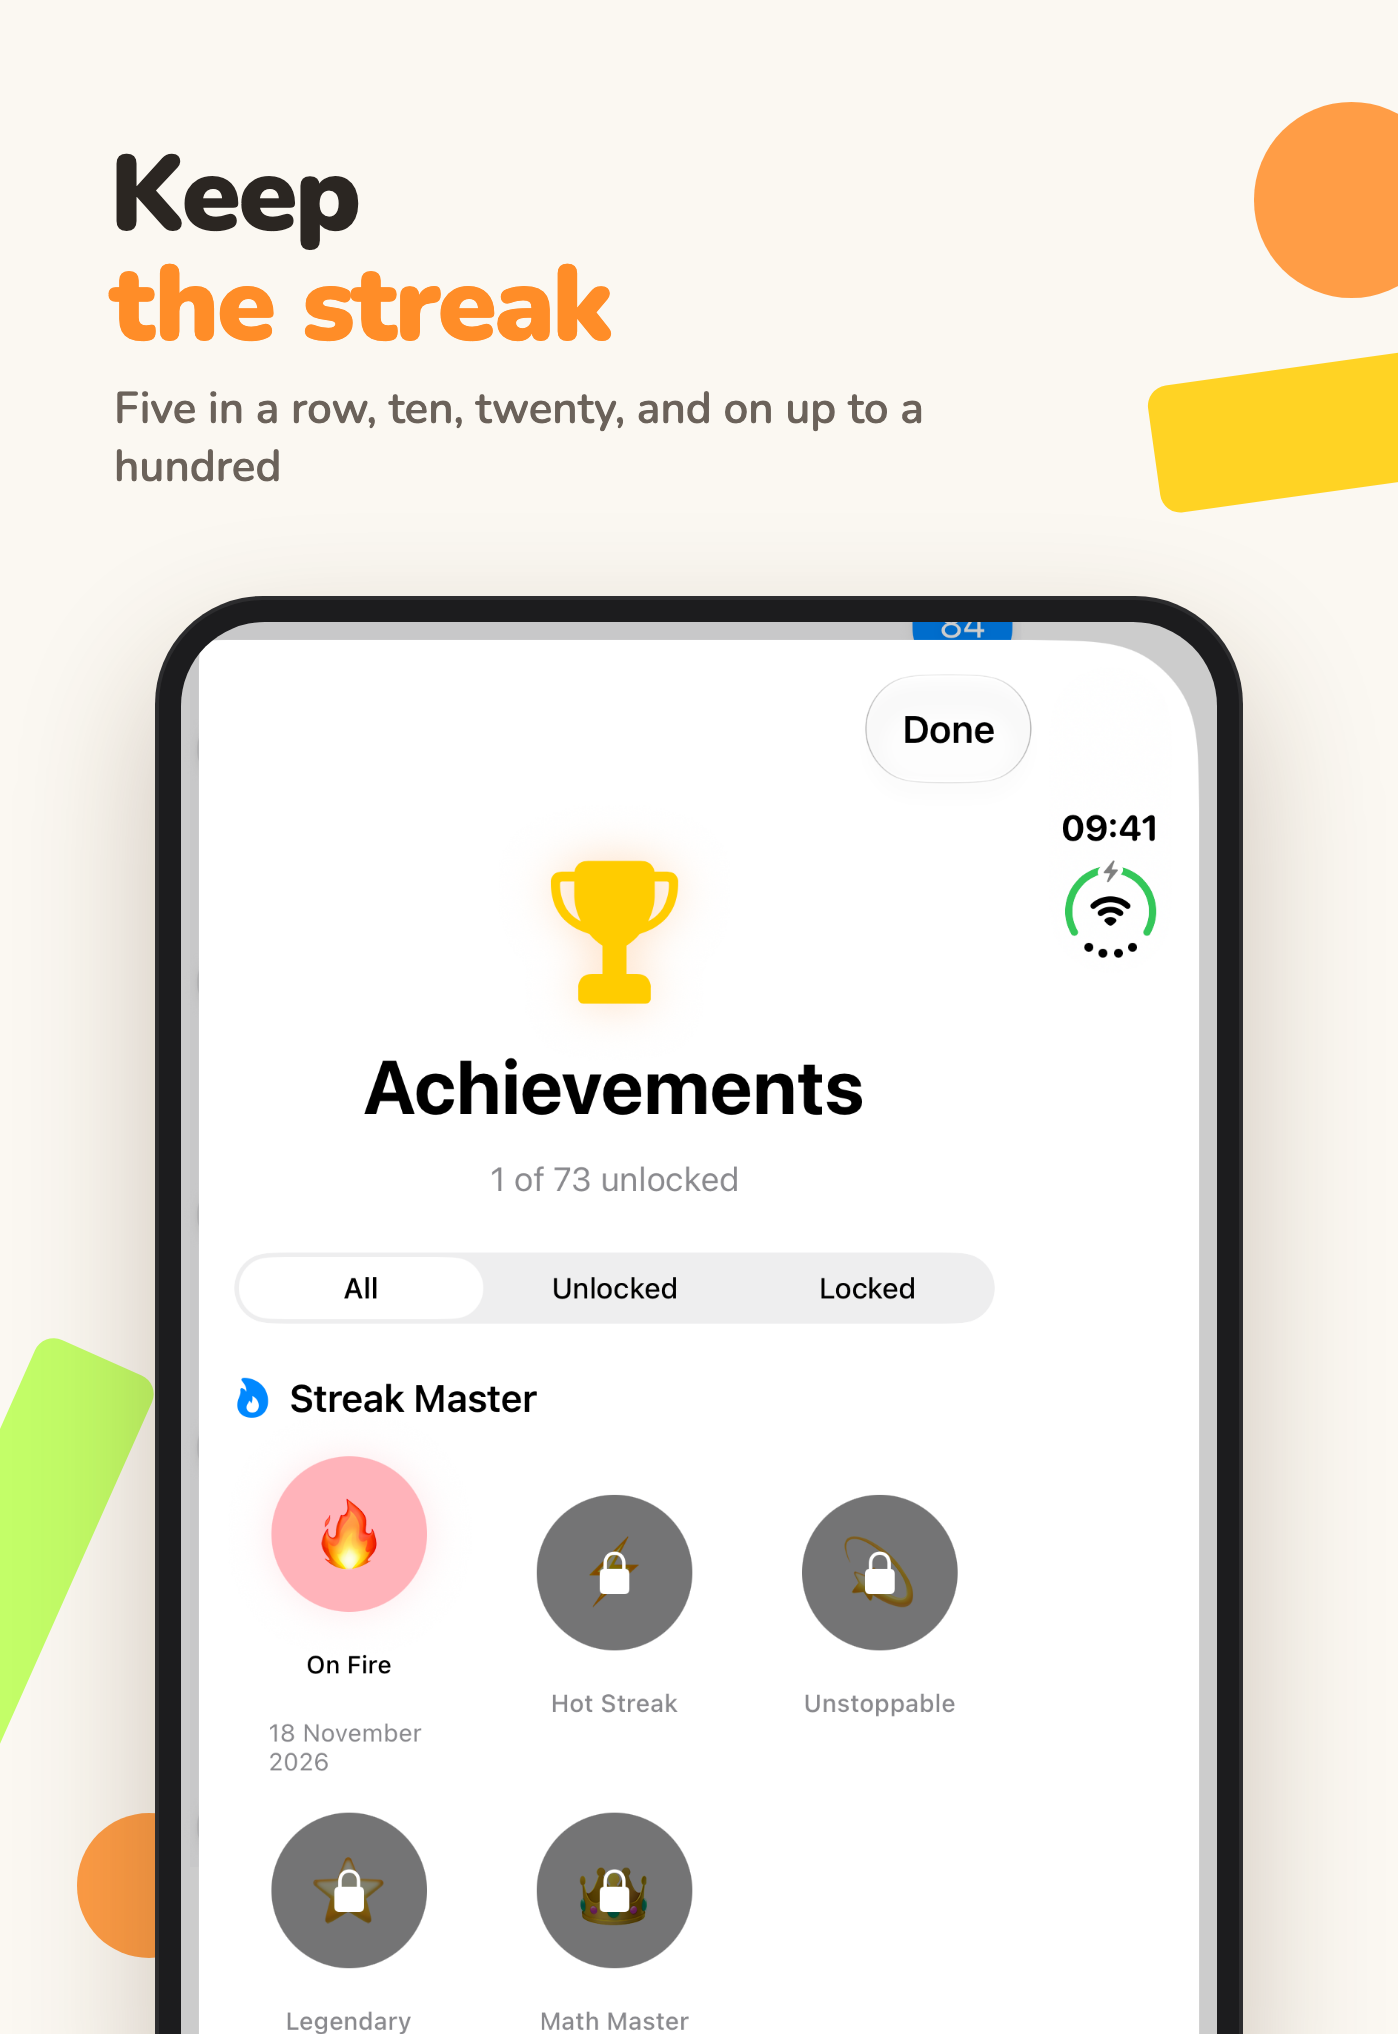 Keep
the streak
Five in a row, ten, twenty, and on up to a
hundred
84
Done
09:41
Achievements
1 of 73 unlocked
All
Unlocked
Locked
Streak Master
On Fire
Hot Streak
Unstoppable
18 November
2026
Legendary
Math Master